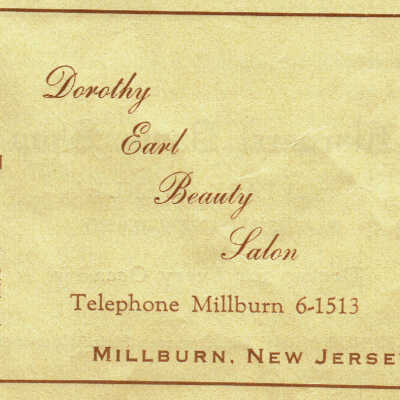 Dorothy
Earl
Beauty
Salon
Telephone Millburn 6-1513
MILLBURN, NEW JERSE